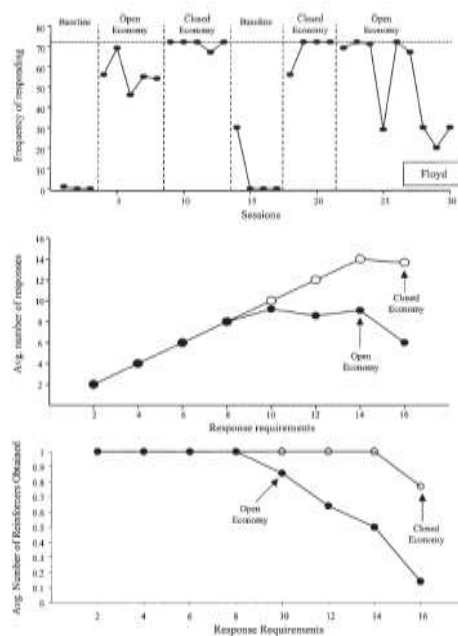 Baseline
Open Economy
Closed Economy
Baseline
Closed Economy
Open Economy
Frequency of responding
80
70
60
50
40
30
20
10
0
Floyd
5 10 15 20 25 30
Sessions
Avg. number of responses
16
14
12
10
8
6
4
2
Closed
Economy
Open
Economy
2 4 6 8 10 12 14 16
Response requirements
Avg. Number of Reinforcers Obtained
1
0.9
0.8
0.7
0.6
0.5
0.4
0.3
0.2
0.1
0
Open
Economy
Closed
Economy
2 4 6 8 10 12 14 16
Response Requirements